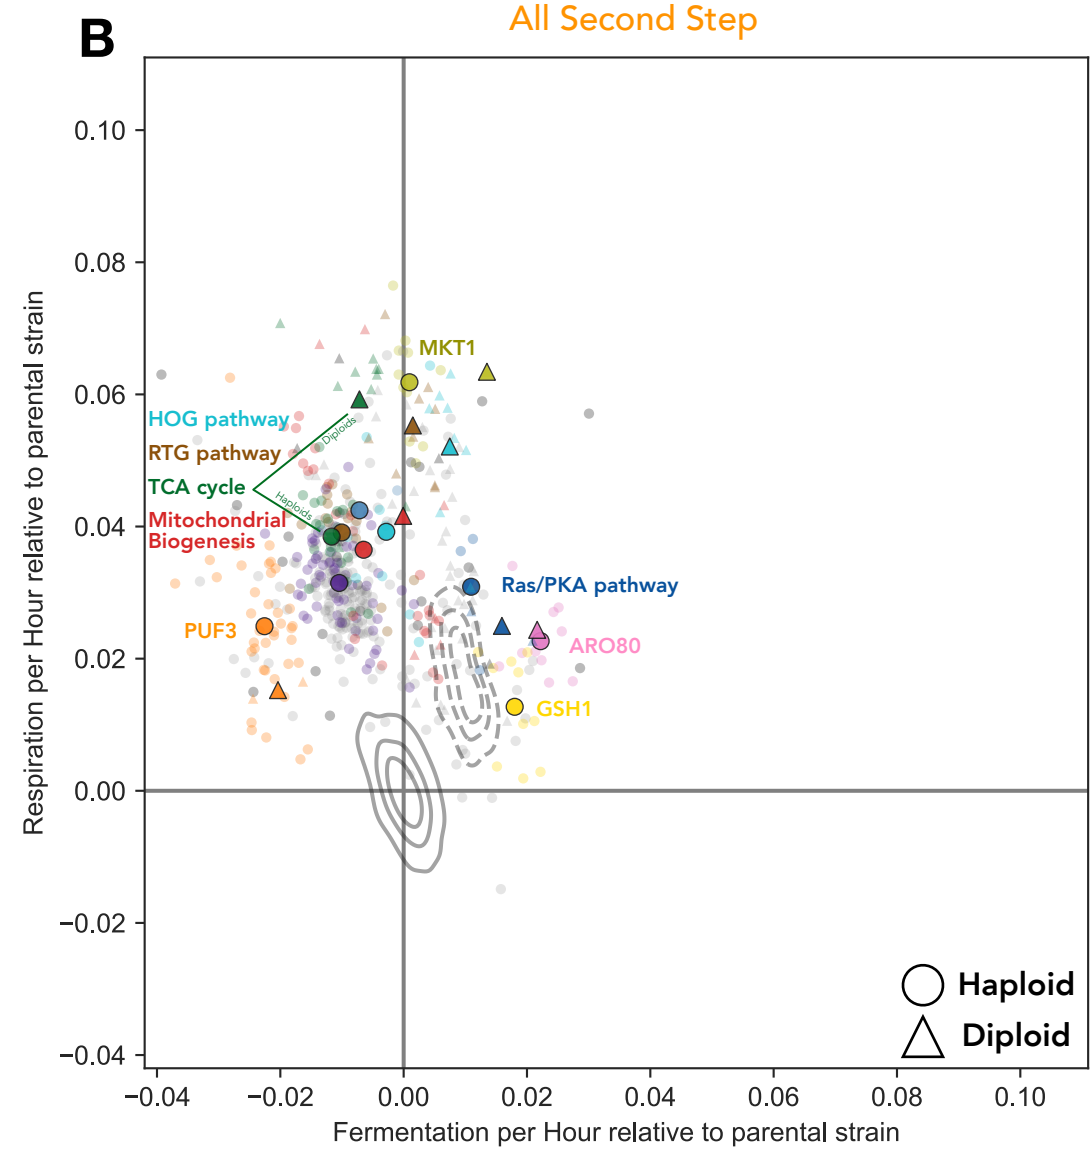 B
All Second Step
Respiration per Hour relative to parental strain
0.10
0.08
0.06
0.04
0.02
0.00
−0.02
−0.04
MKT1
HOG pathway
RTG pathway
TCA cycle
Diploids
Haploids
Mitochondrial
Biogenesis
Ras/PKA pathway
PUF3
ARO80
GSH1
Haploid
Diploid
−0.04 −0.02 0.00 0.02 0.04 0.06 0.08 0.10
Fermentation per Hour relative to parental strain